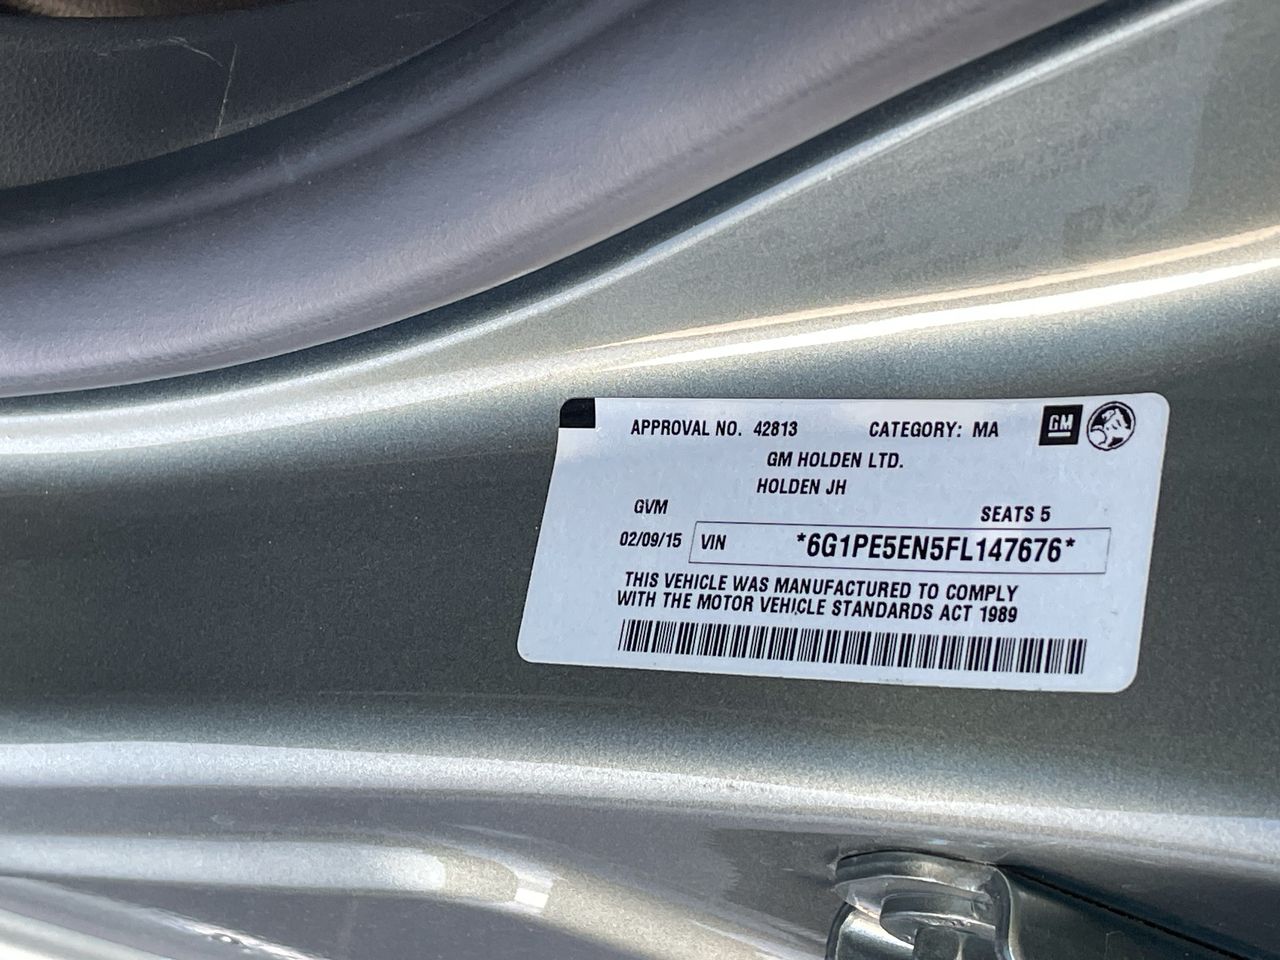 APPROVAL NO. 42813 CATEGORY: MA GM
GM HOLDEN LTD.
HOLDEN JH
GVM SEATS 5
02/09/15 VIN *6G1PE5EN5FL147676*
THIS VEHICLE WAS MANUFACTURED TO COMPLY
WITH THE MOTOR VEHICLE STANDARDS ACT 1989